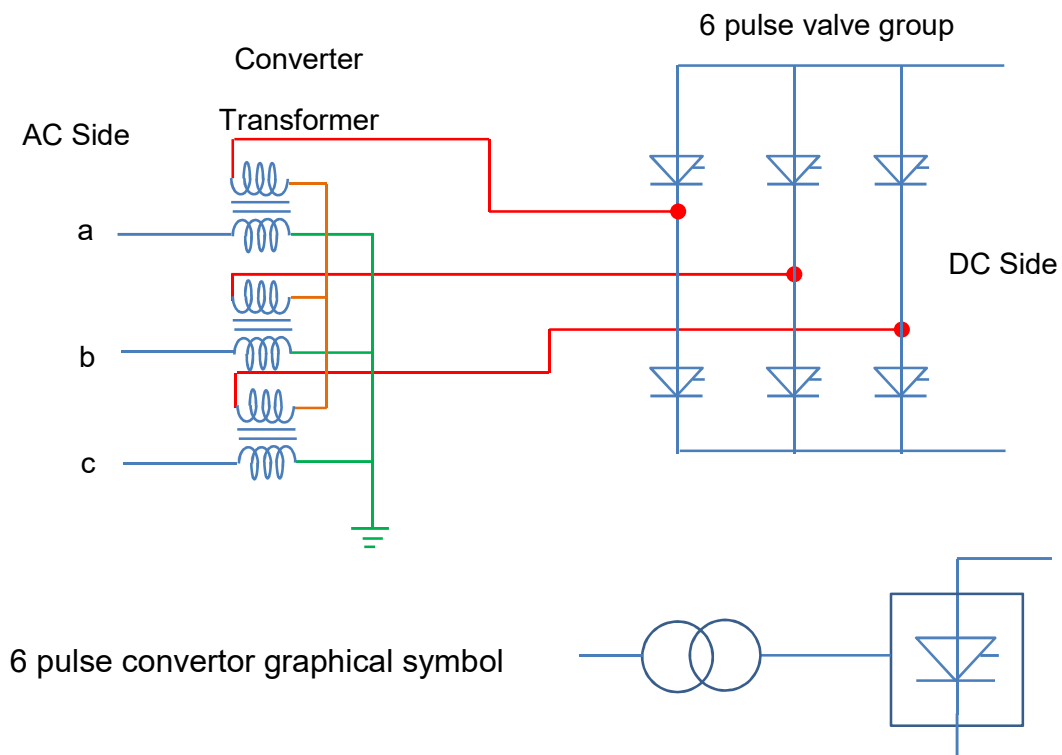 6 pulse valve group
Converter
Transformer
AC Side
a
DC Side
b
c
6 pulse convertor graphical symbol